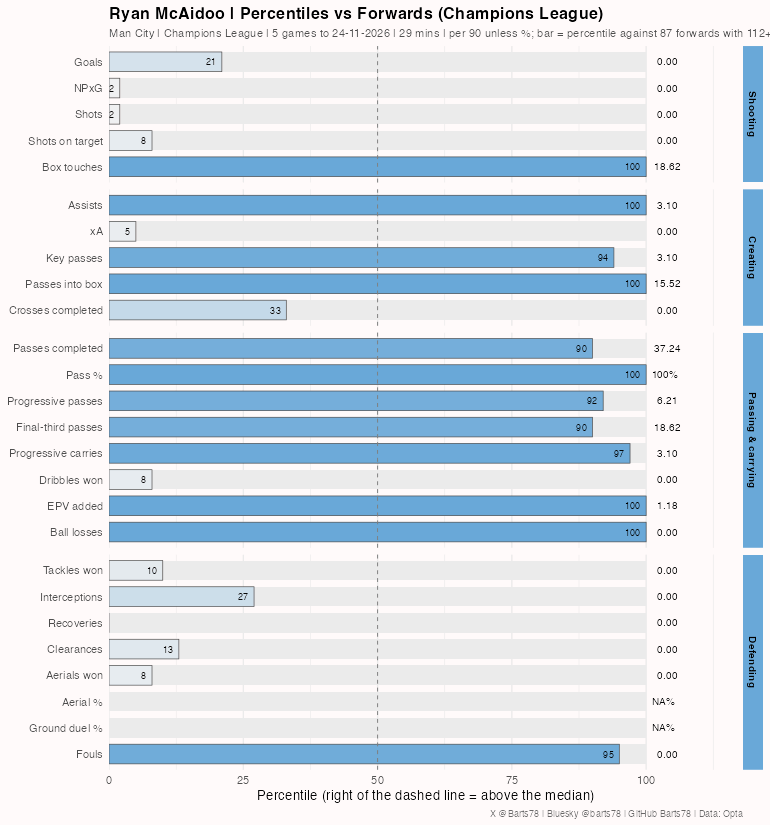 Ryan McAidoo | Percentiles vs Forwards (Champions League)
Man City | Champions League | 5 games to 24-11-2026 | 29 mins | per 90 unless %; bar = percentile against 87 forwards with 112+
Shooting
Goals 21 0.00
NPxG 2 0.00
Shots 2 0.00
Shots on target 8 0.00
Box touches 100 18.62
Creating
Assists 100 3.10
xA 5 0.00
Key passes 94 3.10
Passes into box 100 15.52
Crosses completed 33 0.00
Passing & carrying
Passes completed 90 37.24
Pass % 100 100%
Progressive passes 92 6.21
Final-third passes 90 18.62
Progressive carries 97 3.10
Dribbles won 8 0.00
EPV added 100 1.18
Ball losses 100 0.00
Defending
Tackles won 10 0.00
Interceptions 27 0.00
Recoveries 0.00
Clearances 13 0.00
Aerials won 8 0.00
Aerial % NA%
Ground duel % NA%
Fouls 95 0.00
0 25 50 75 100
Percentile (right of the dashed line = above the median)
X @Barts78 | Bluesky @barts78 | GitHub Barts78 | Data: Opta